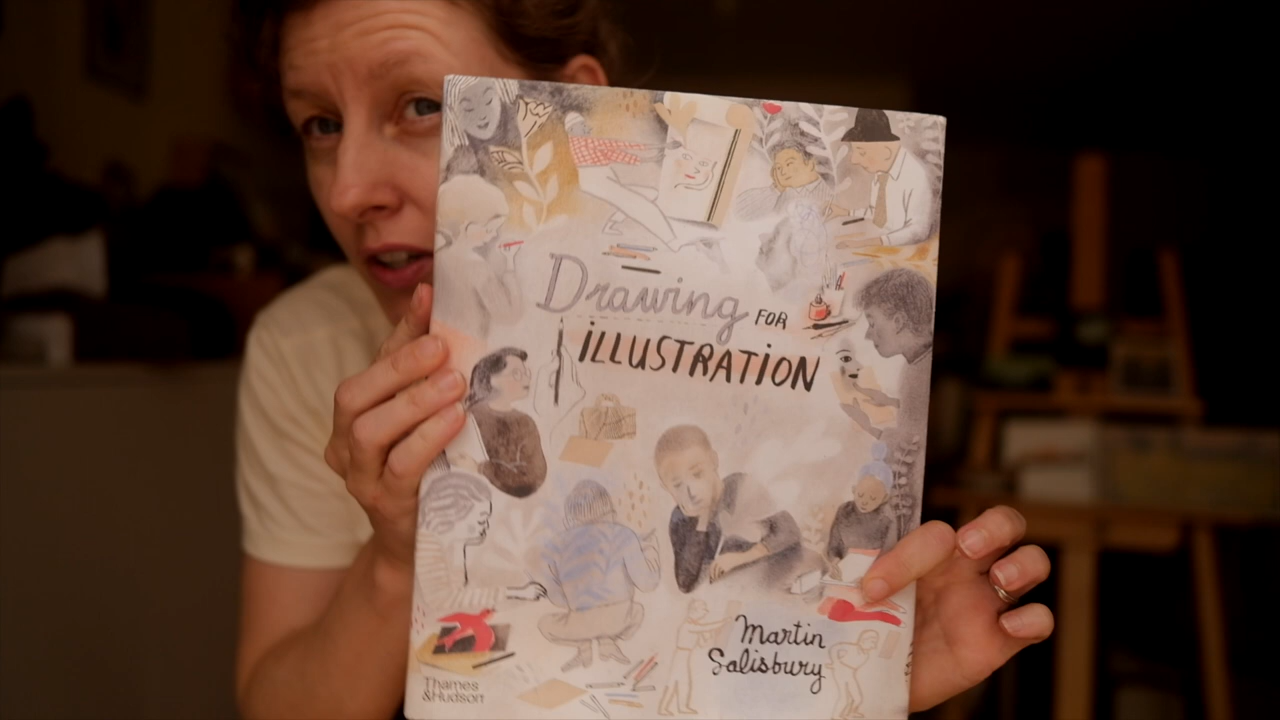 Drawing FOR
iLLUSTRATiON
Martin
Salisbury
Thames
&Hudson